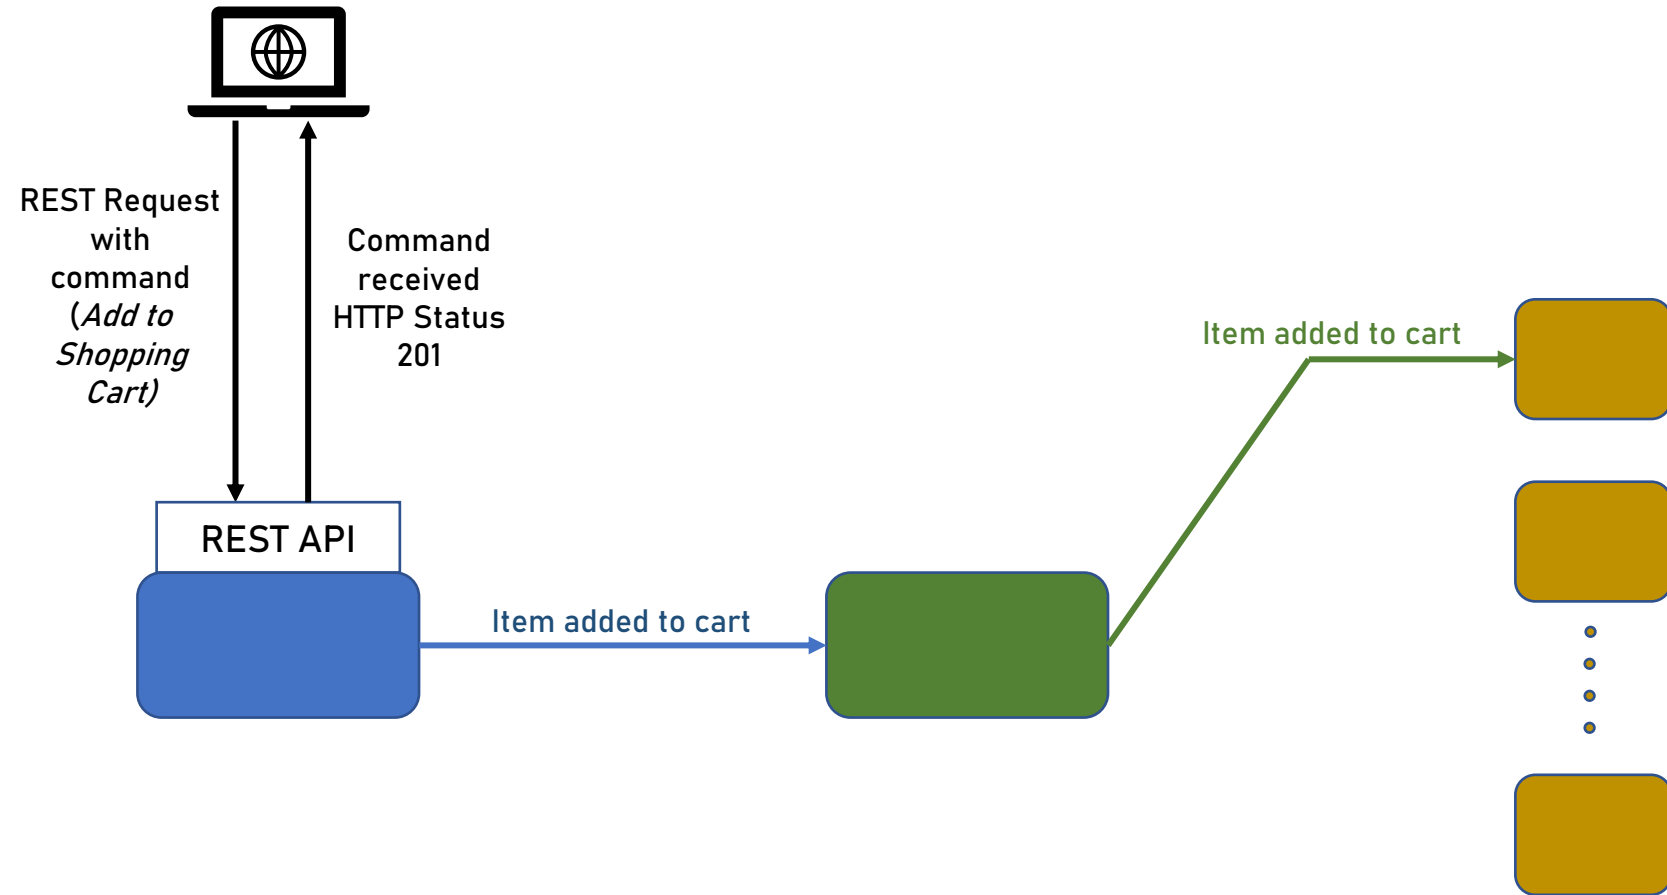 REST Request
with
command
(Add to
Shopping
Cart)
Command
received
HTTP Status
201
REST API
Item added to cart
Item added to cart